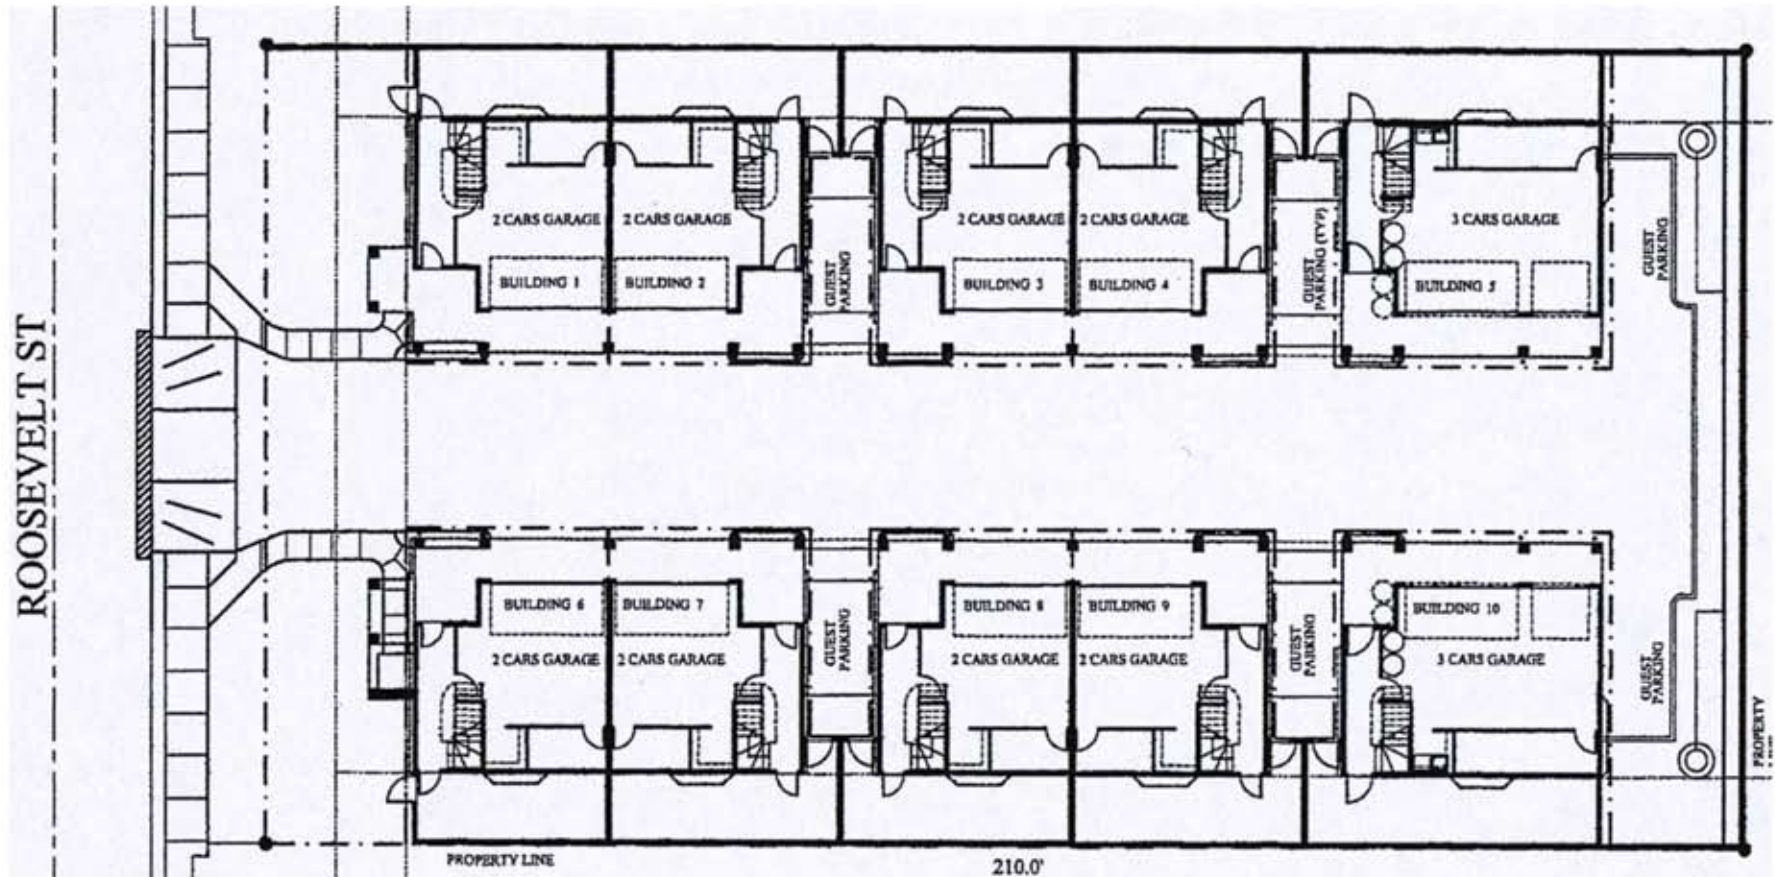 ROOSEVELT ST
2 CARS GARAGE
2 CARS GARAGE
BUILDING 1
BUILDING 2
GUEST
PARKING
2 CARS GARAGE
2 CARS GARAGE
BUILDING 3
BUILDING 4
GUEST
PARKING (TYP)
3 CARS GARAGE
BUILDING 5
GUEST
PARKING
BUILDING 6
BUILDING 7
2 CARS GARAGE
2 CARS GARAGE
GUEST
PARKING
BUILDING 8
BUILDING 9
2 CARS GARAGE
2 CARS GARAGE
GUEST
PARKING
BUILDING 10
3 CARS GARAGE
GUEST
PARKING
PROPERTY
PROPERTY LINE
210.0'